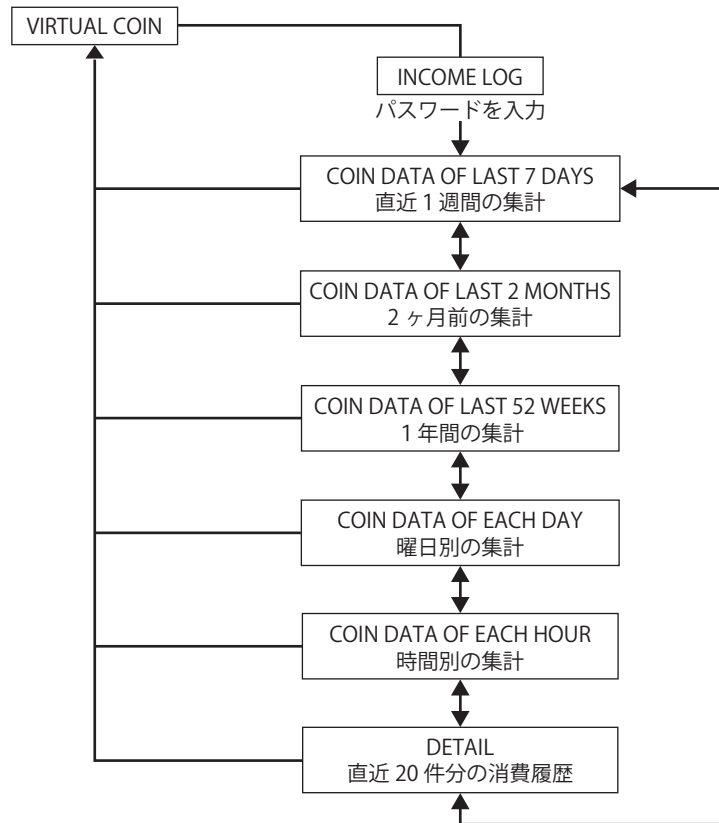 VIRTUAL COIN
INCOME LOG
パスワードを入力
COIN DATA OF LAST 7 DAYS
直近 1 週間の集計
COIN DATA OF LAST 2 MONTHS
2 ヶ月前の集計
COIN DATA OF LAST 52 WEEKS
1 年間の集計
COIN DATA OF EACH DAY
曜日別の集計
COIN DATA OF EACH HOUR
時間別の集計
DETAIL
直近 20 件分の消費履歴